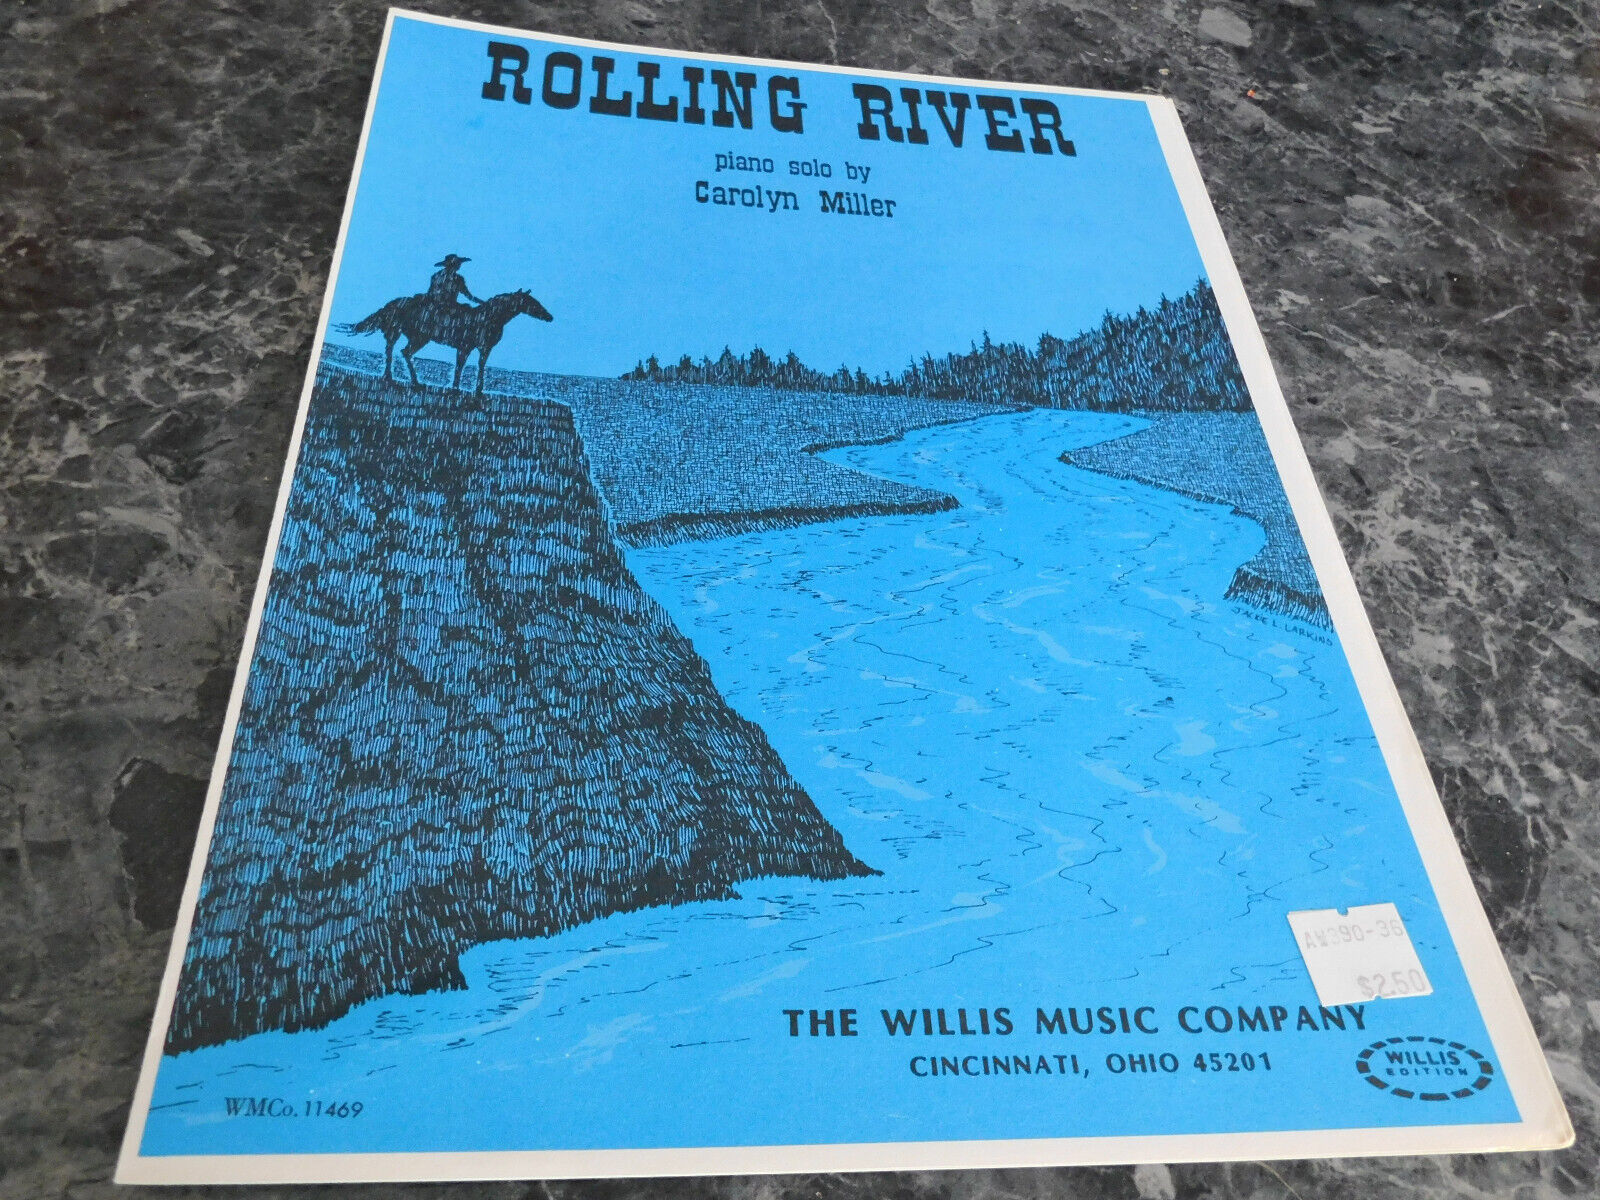 ROLLING RIVER
piano solo by
Carolyn Miller
LARKINS
$2.50
THE WILLIS MUSIC COMPANY
CINCINNATI, OHIO 45201
WILLIS
EDITION
WMCo. 11469